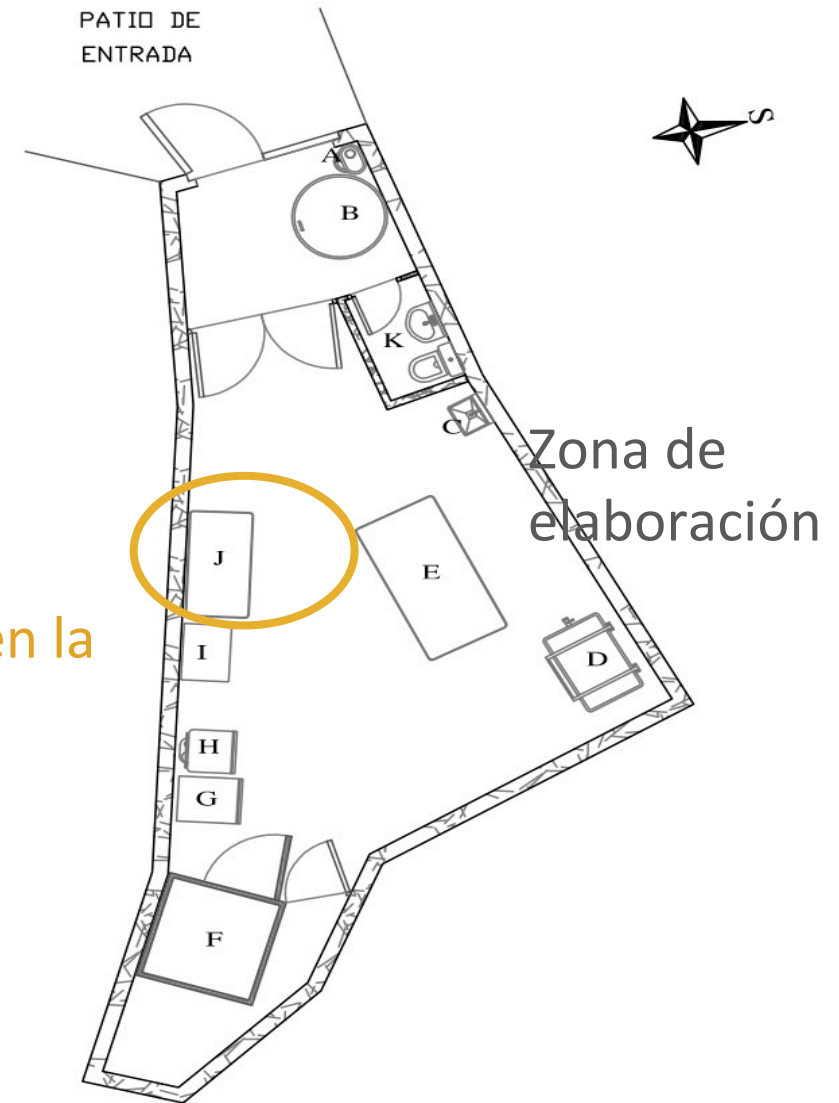 PATIO DE
ENTRADA
S
A
B
K
C
Zona de
elaboración
J
E
en la
I
D
H
G
F